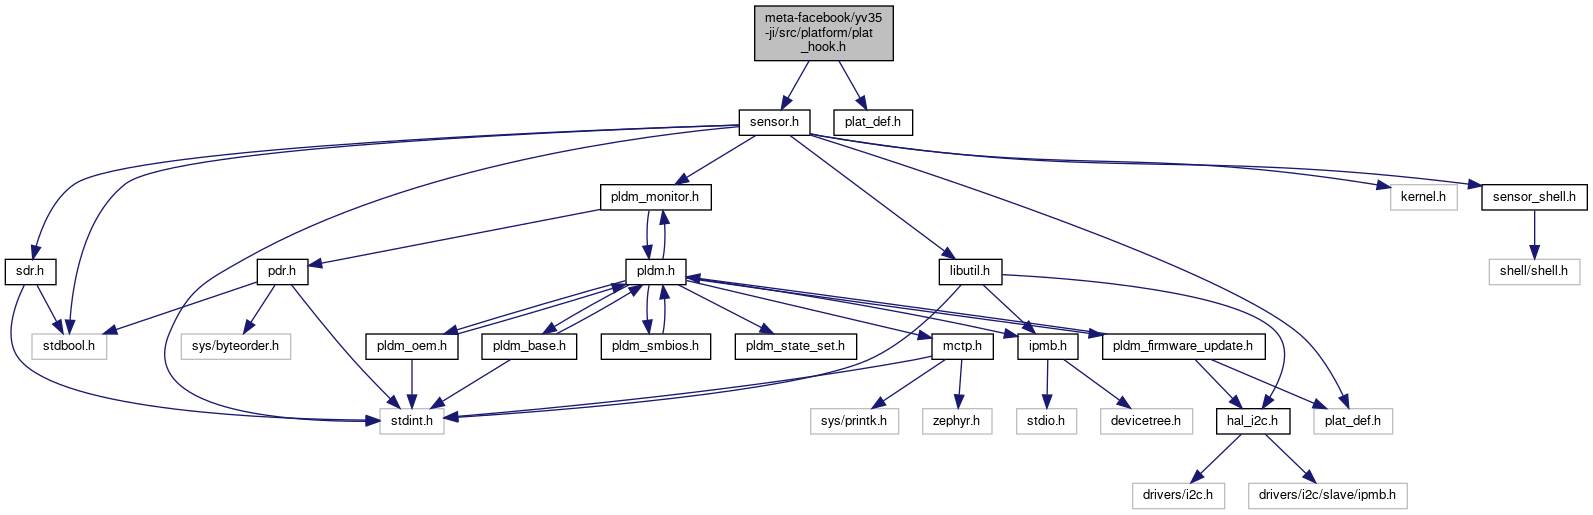 meta-facebook/yv35
-ji/src/platform/plat
_hook.h
sensor.h
plat_def.h
pldm_monitor.h
kernel.h
sensor_shell.h
sdr.h
pdr.h
pldm.h
libutil.h
shell/shell.h
stdbool.h
sys/byteorder.h
pldm_oem.h
pldm_base.h
pldm_smbios.h
pldm_state_set.h
mctp.h
ipmb.h
pldm_firmware_update.h
stdint.h
sys/printk.h
zephyr.h
stdio.h
devicetree.h
hal_i2c.h
plat_def.h
drivers/i2c.h
drivers/i2c/slave/ipmb.h